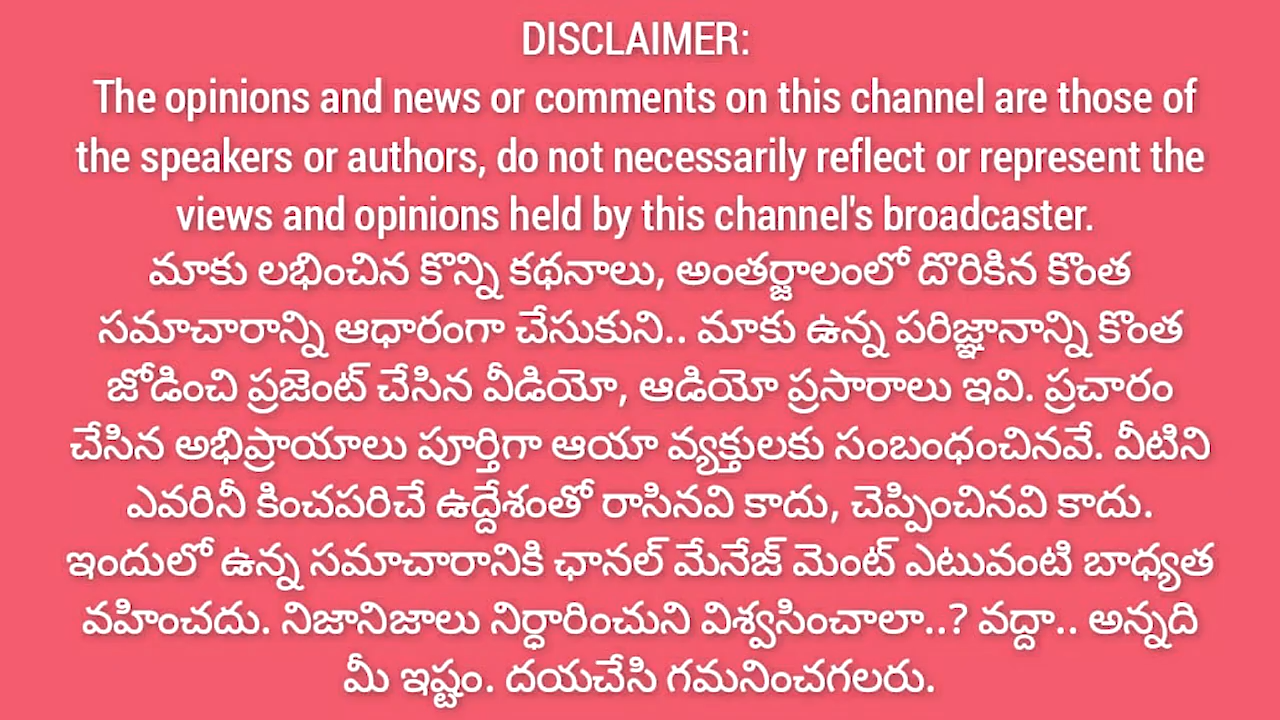 DISCLAIMER:
The opinions and news or comments on this channel are those of
the speakers or authors, do not necessarily reflect or represent the
views and opinions held by this channel's broadcaster.
మాకు లభించిన కొన్ని కథనాలు, అంతర్జాలంలో దొరికిన కొంత
సమాచారాన్ని ఆధారంగా చేసుకుని.. మాకు ఉన్న పరిజ్ఞానాన్ని కొంత
జోడించి ప్రజెంట్ చేసిన వీడియో, ఆడియో ప్రసారాలు ఇవి. ప్రచారం
చేసిన అభిప్రాయాలు పూర్తిగా ఆయా వ్యక్తులకు సంబంధించినవే. వీటిని
ఎవరినీ కించపరిచే ఉద్దేశంతో రాసినవి కాదు, చెప్పించినవి కాదు.
ఇందులో ఉన్న సమాచారానికి ఛానల్ మేనేజ్ మెంట్ ఎటువంటి బాధ్యత
వహించదు. నిజానిజాలు నిర్ధారించుని విశ్వసించాలా..? వద్దా.. అన్నది
మీ ఇష్టం. దయచేసి గమనించగలరు.